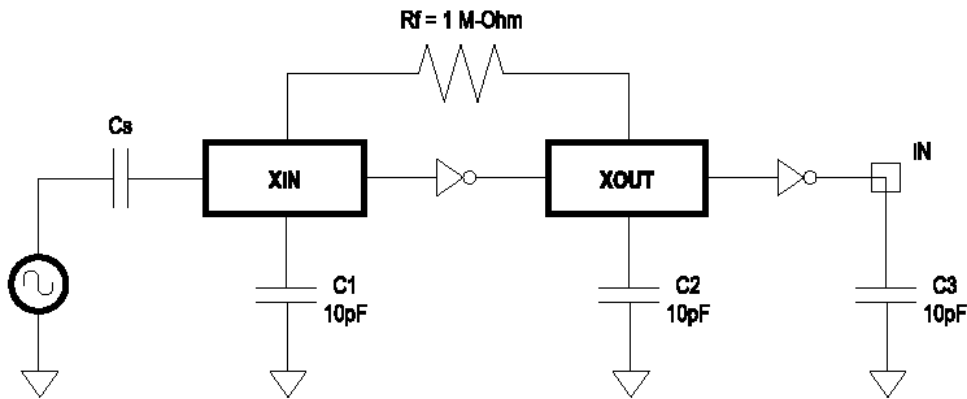 Rf = 1 M-Ohm
Cs
XIN
XOUT
IN
C1
10pF
C2
10pF
C3
10pF